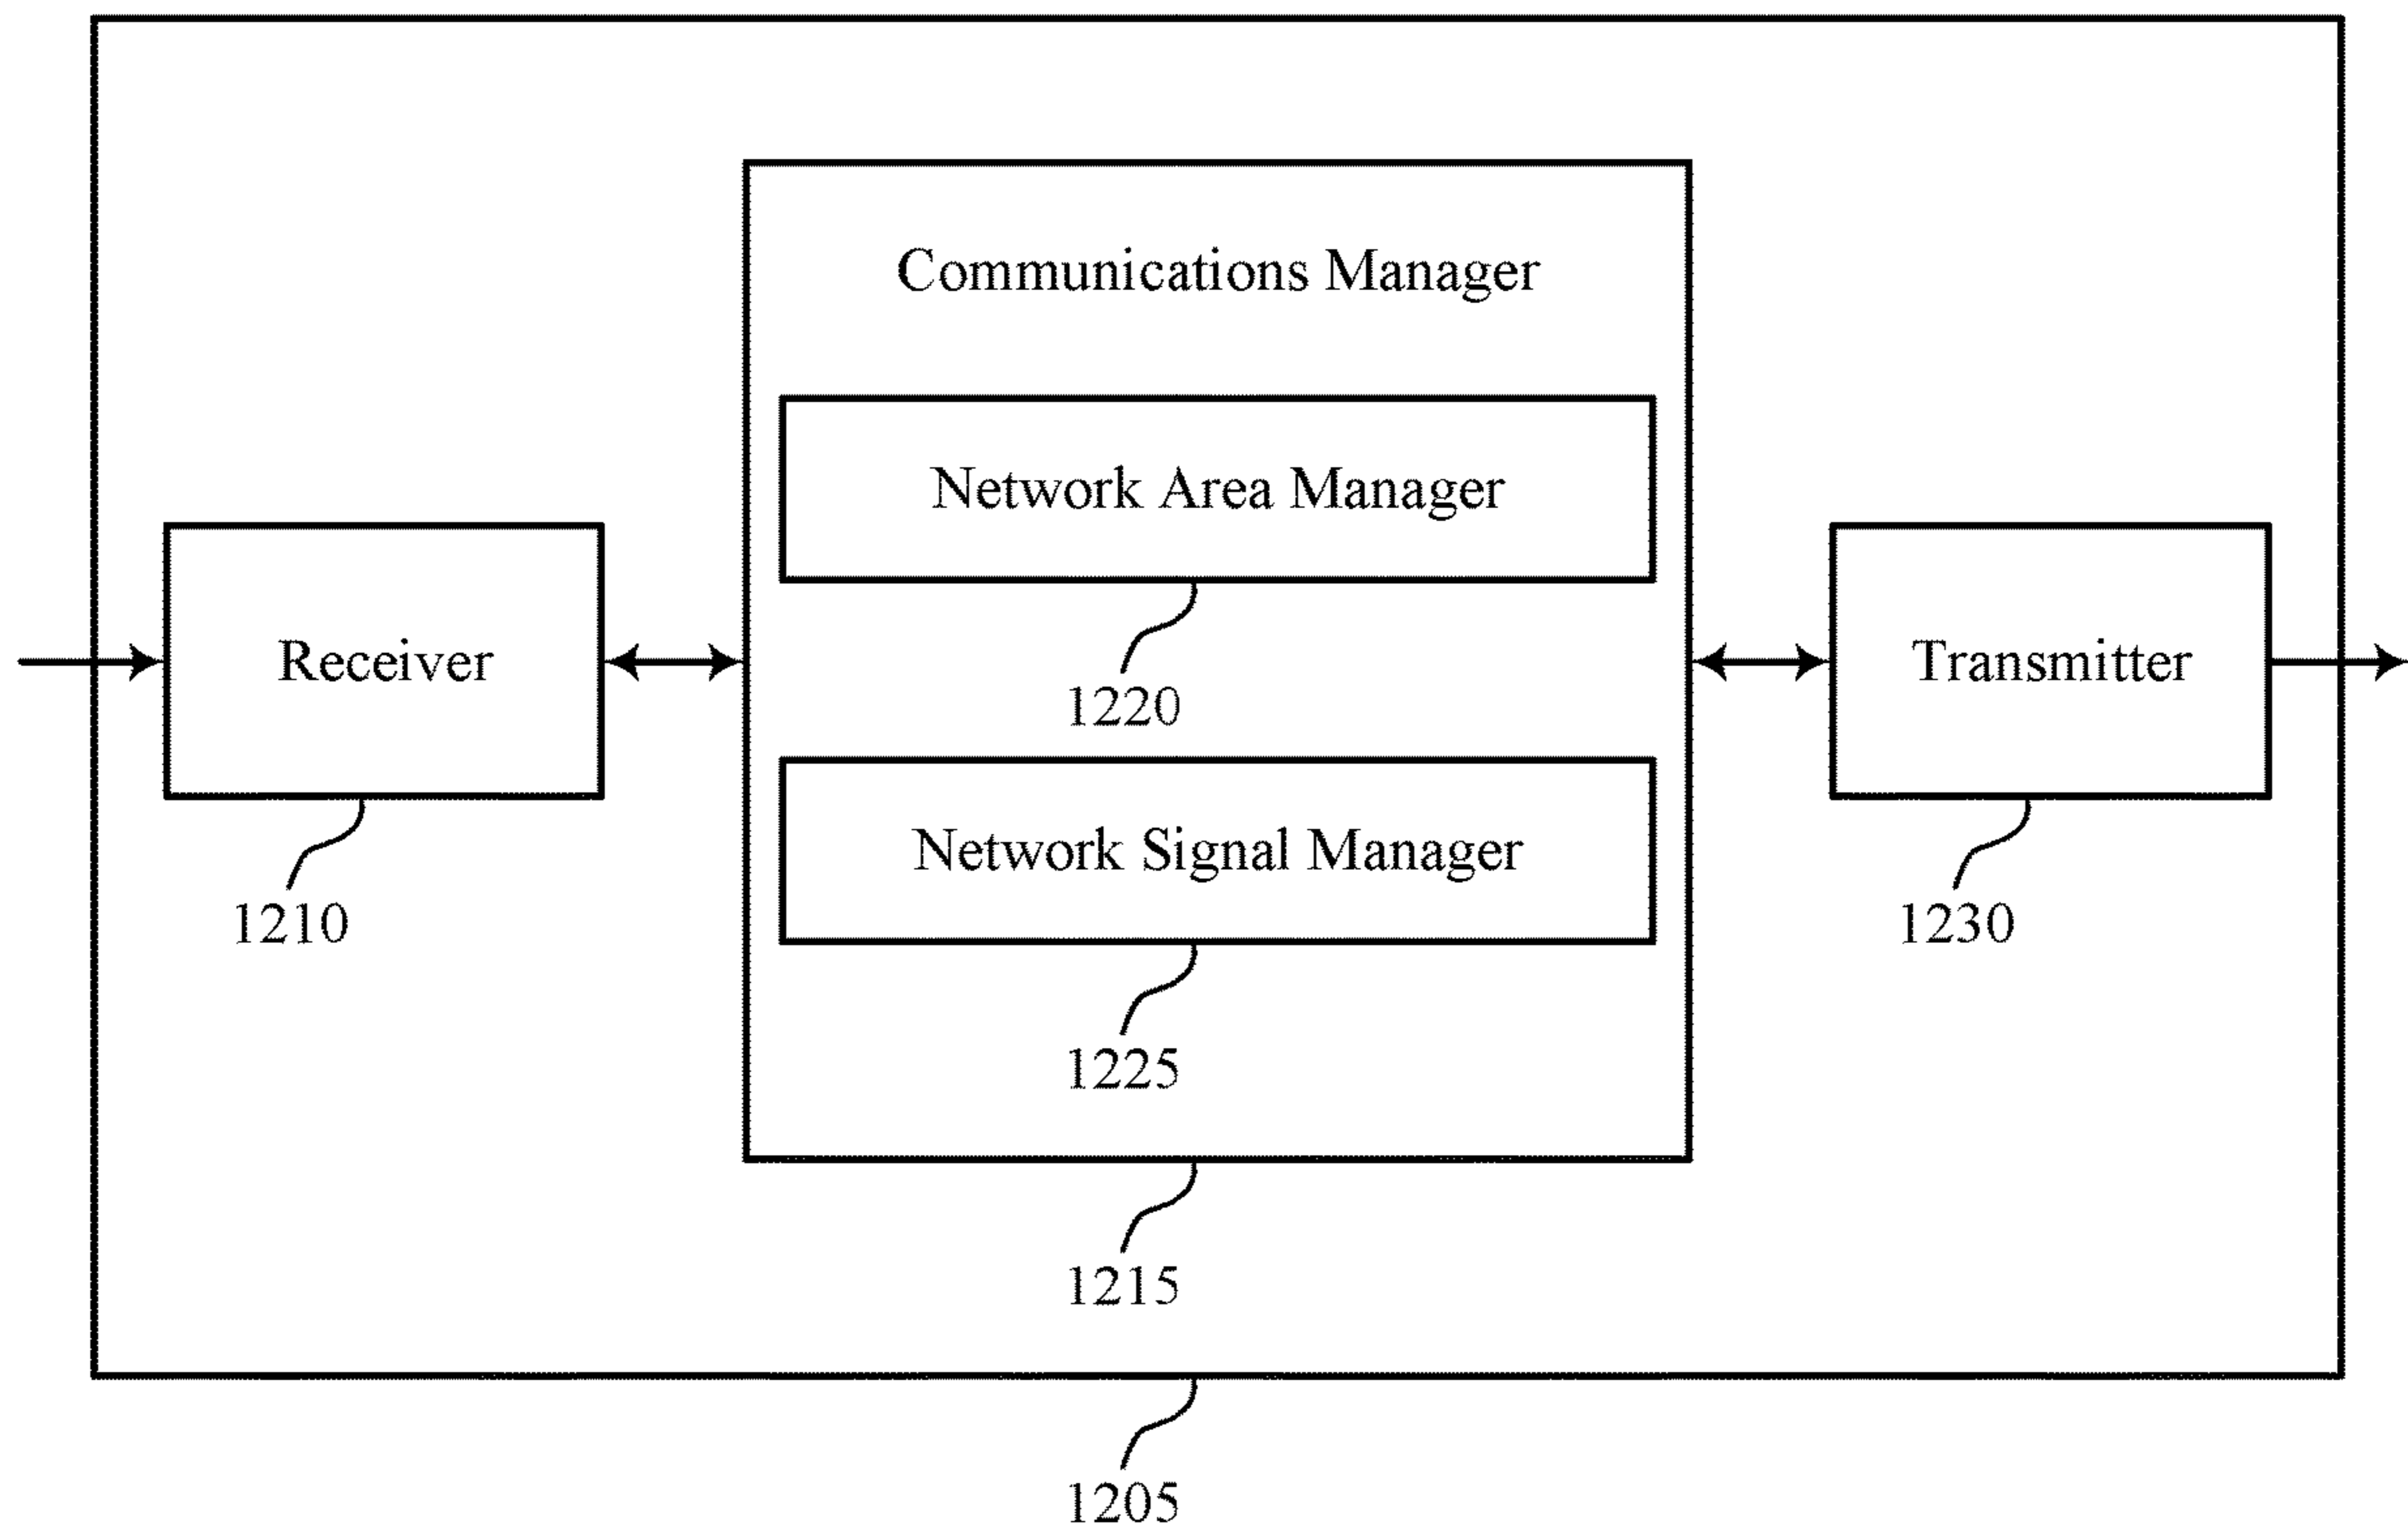 Communications Manager
Network Area Manager
Receiver
Transmitter
1220
Network Signal Manager
1210
1230
1225
1215
1205